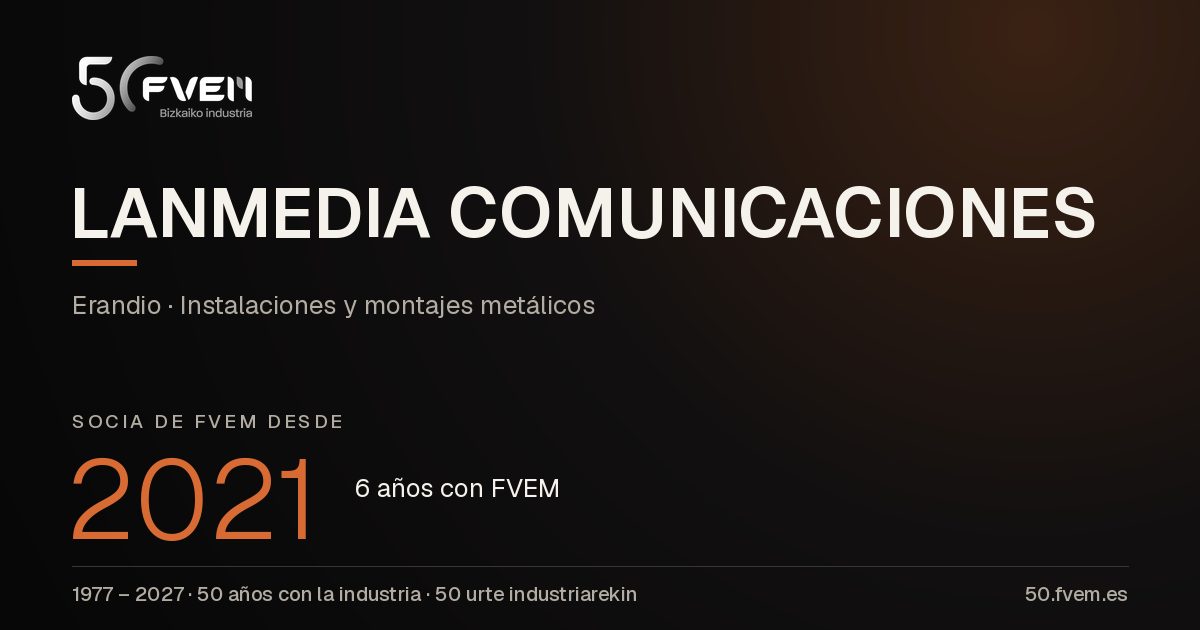 50 FVEM
Bizkaiko industria
LANMEDIA COMUNICACIONES
Erandio · Instalaciones y montajes metálicos
SOCIA DE FVEM DESDE
2021
6 años con FVEM
1977 – 2027 · 50 años con la industria · 50 urte industriarekin
50.fvem.es